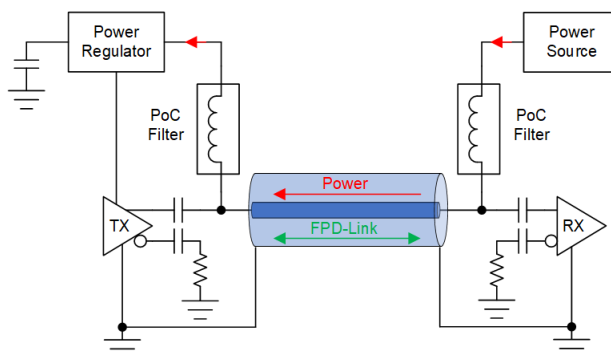 Power
Regulator
Power
Source
PoC
Filter
PoC
Filter
Power
TX
FPD-Link
RX